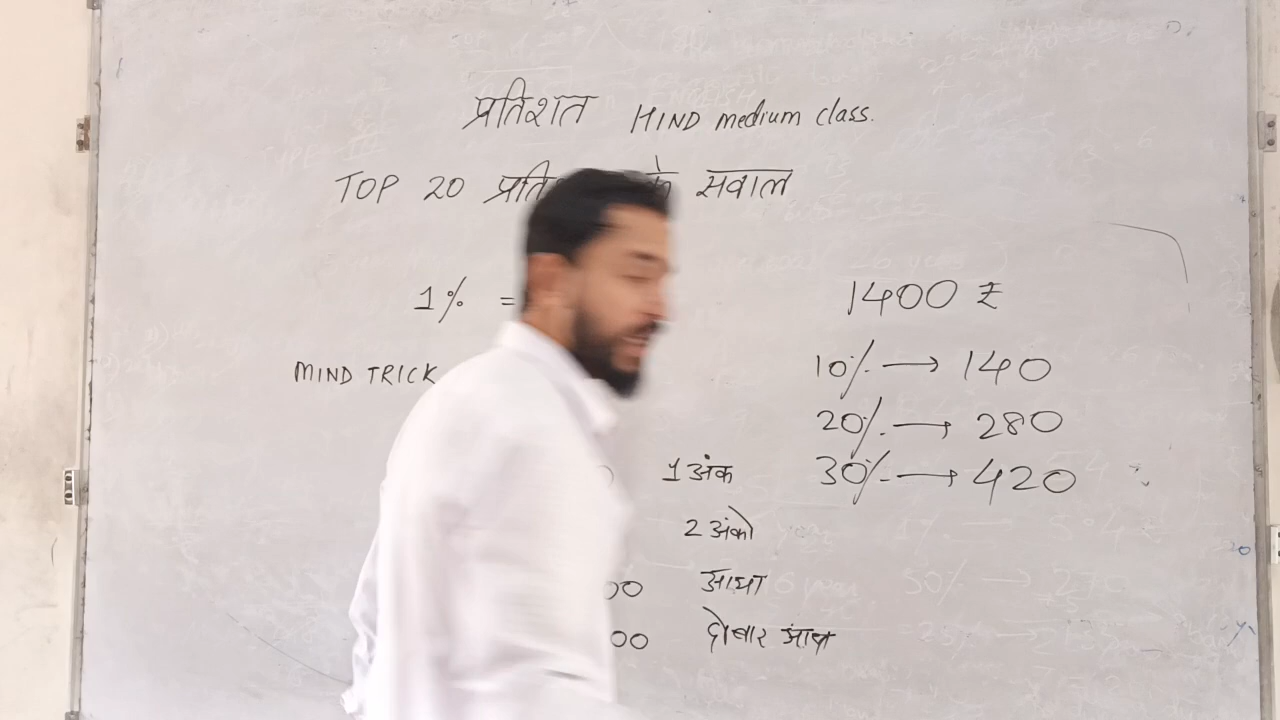 प्रतिशत HIND medium class.
TOP 20 के सवाल
1% =
1400 ₹
MIND TRICK
10% → 140
20% → 280
1 अंक
30% → 420
2 अंको
00 आधा
00 दोबार आधा